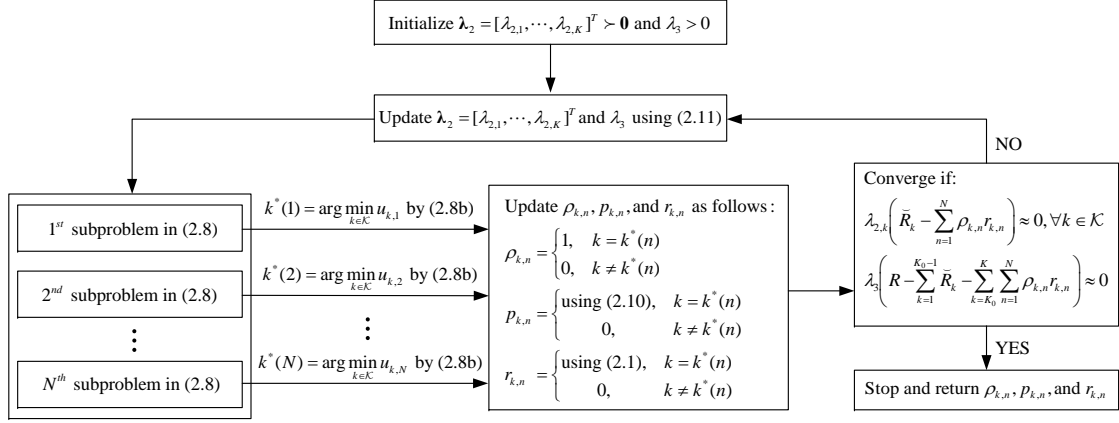 Initialize λ₂ = [λ₂,₁, ⋯, λ₂,K]ᵀ ≻ 0 and λ₃ > 0
Update λ₂ = [λ₂,₁, ⋯, λ₂,K]ᵀ and λ₃ using (2.11)
1ˢᵗ subproblem in (2.8)
2ⁿᵈ subproblem in (2.8)
⋮
Nᵗʰ subproblem in (2.8)
k*(1) = arg min_{k∈𝒦} u_{k,1} by (2.8b)
k*(2) = arg min_{k∈𝒦} u_{k,2} by (2.8b)
⋮
k*(N) = arg min_{k∈𝒦} u_{k,N} by (2.8b)
Update ρ_{k,n}, p_{k,n}, and r_{k,n} as follows :
ρ_{k,n} = { 1, k = k*(n)
0, k ≠ k*(n)
p_{k,n} = { using (2.10), k = k*(n)
0, k ≠ k*(n)
r_{k,n} = { using (2.1), k = k*(n)
0, k ≠ k*(n)
NO
Converge if:
λ_{2,k} ( R̆_k − ∑_{n=1}^{N} ρ_{k,n} r_{k,n} ) ≈ 0, ∀k ∈ 𝒦
λ₃ ( R − ∑_{k=1}^{K₀−1} R̆_k − ∑_{k=K₀}^{K} ∑_{n=1}^{N} ρ_{k,n} r_{k,n} ) ≈ 0
YES
Stop and return ρ_{k,n}, p_{k,n}, and r_{k,n}